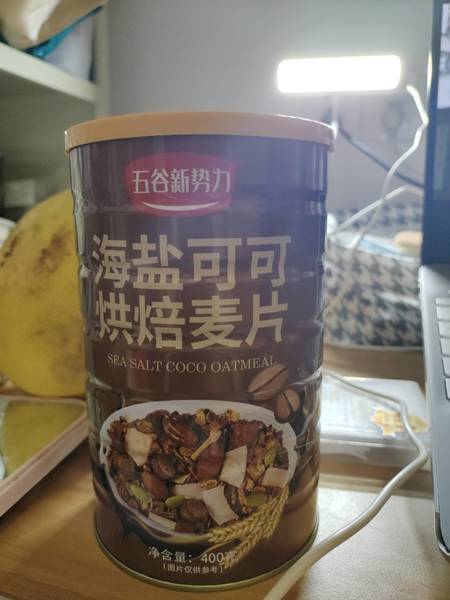 五谷新势力
海盐可可
烘焙麦片
SEA SALT COCO OATMEAL
净含量：400克
(图片仅供参考)